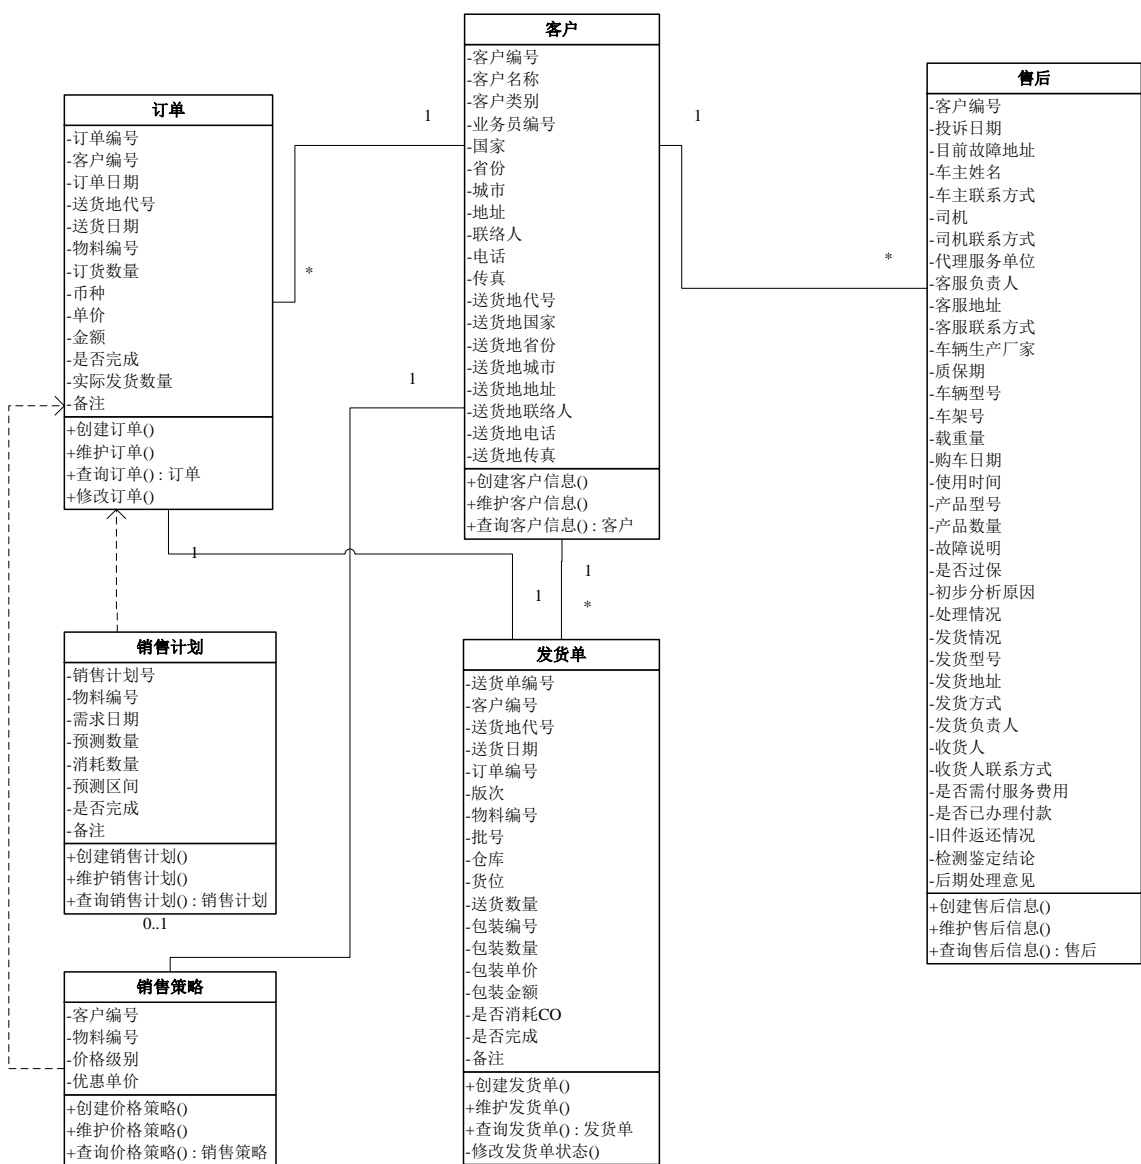 客户
-客户编号
-客户名称
-客户类别
-业务员编号
-国家
-省份
-城市
-地址
-联络人
-电话
-传真
-送货地代号
-送货地国家
-送货地省份
-送货地城市
-送货地地址
-送货地联络人
-送货地电话
-送货地传真
+创建客户信息()
+维护客户信息()
+查询客户信息() : 客户
订单
-订单编号
-客户编号
-订单日期
-送货地代号
-送货日期
-物料编号
-订货数量
-币种
-单价
-金额
-是否完成
-实际发货数量
-备注
+创建订单()
+维护订单()
+查询订单() : 订单
+修改订单()
售后
-客户编号
-投诉日期
-目前故障地址
-车主姓名
-车主联系方式
-司机
-司机联系方式
-代理服务单位
-客服负责人
-客服地址
-客服联系方式
-车辆生产厂家
-质保期
-车辆型号
-车架号
-载重量
-购车日期
-使用时间
-产品型号
-产品数量
-故障说明
-是否过保
-初步分析原因
-处理情况
-发货情况
-发货型号
-发货地址
-发货方式
-发货负责人
-收货人
-收货人联系方式
-是否需付服务费用
-是否已办理付款
-旧件返还情况
-检测鉴定结论
-后期处理意见
+创建售后信息()
+维护售后信息()
+查询售后信息() : 售后
1
*
1
*
1
1
1
1
*
销售计划
-销售计划号
-物料编号
-需求日期
-预测数量
-消耗数量
-预测区间
-是否完成
-备注
+创建销售计划()
+维护销售计划()
+查询销售计划() : 销售计划
0..1
销售策略
-客户编号
-物料编号
-价格级别
-优惠单价
+创建价格策略()
+维护价格策略()
+查询价格策略() : 销售策略
发货单
-送货单编号
-客户编号
-送货地代号
-送货日期
-订单编号
-版次
-物料编号
-批号
-仓库
-货位
-送货数量
-包装编号
-包装数量
-包装单价
-包装金额
-是否消耗CO
-是否完成
-备注
+创建发货单()
+维护发货单()
+查询发货单() : 发货单
-修改发货单状态()